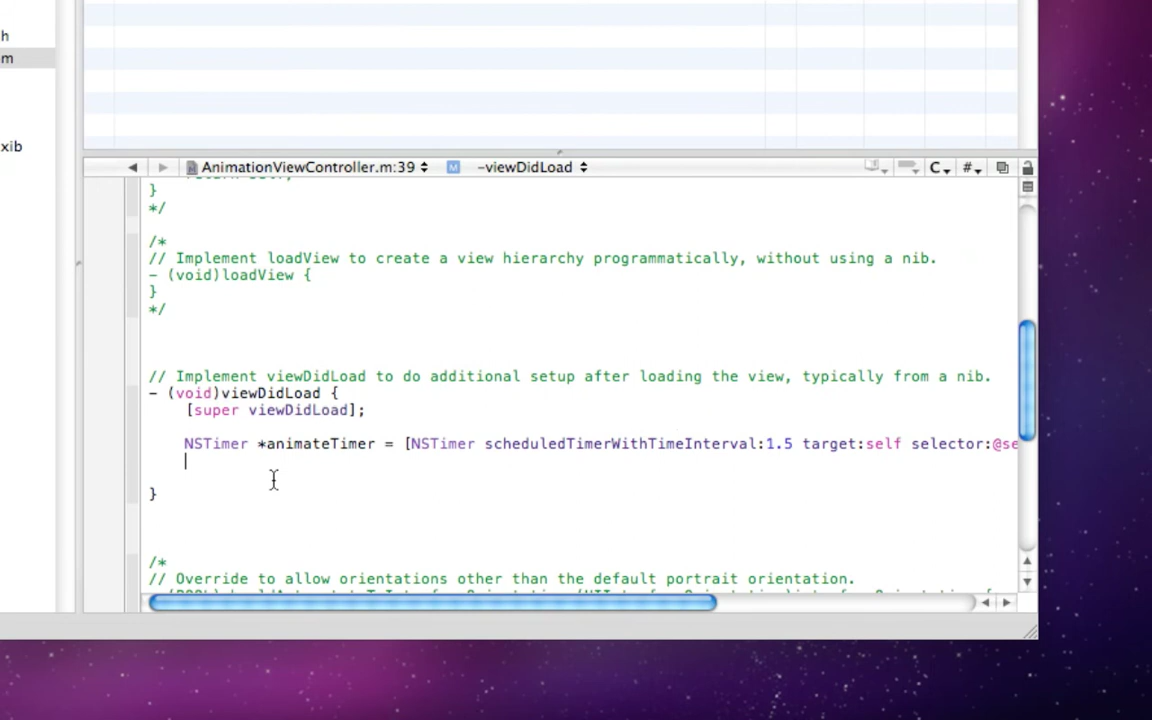 h
m
xib
AnimationViewController.m:39 -viewDidLoad C #
}
*/
/*
// Implement loadView to create a view hierarchy programmatically, without using a nib.
- (void)loadView {
}
*/
// Implement viewDidLoad to do additional setup after loading the view, typically from a nib.
- (void)viewDidLoad {
[super viewDidLoad];
NSTimer *animateTimer = [NSTimer scheduledTimerWithTimeInterval:1.5 target:self selector:@se
}
/*
// Override to allow orientations other than the default portrait orientation.